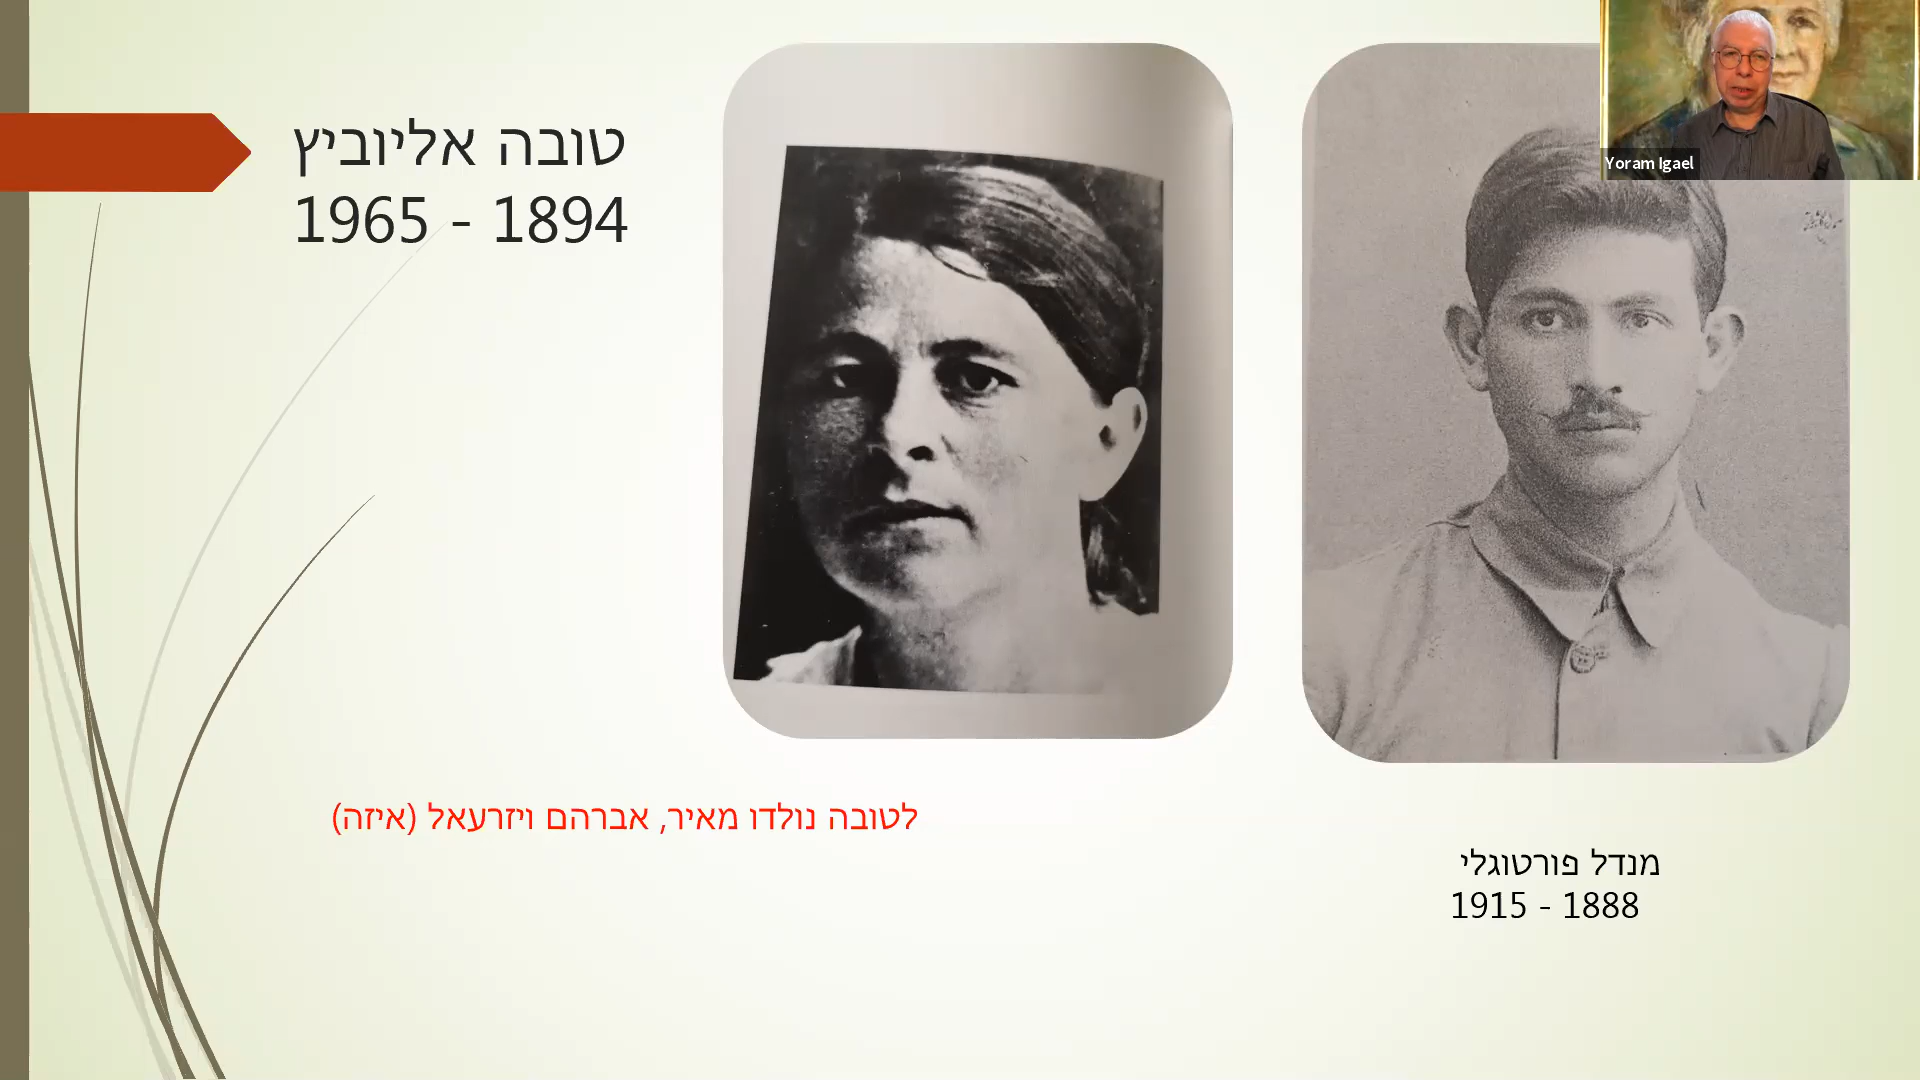 טובה אליוביץ
1894 - 1965
לטובה נולדו מאיר, אברהם ויזרעאל (איזה)
מנדל פורטוגלי
1888 - 1915
Yoram Igael